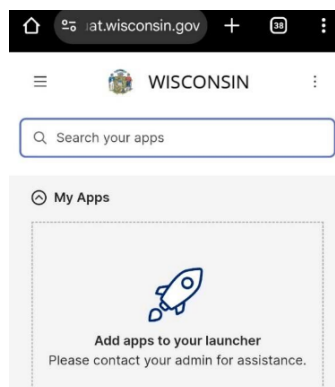 at.wisconsin.gov
38
WISCONSIN
Search your apps
My Apps
Add apps to your launcher
Please contact your admin for assistance.